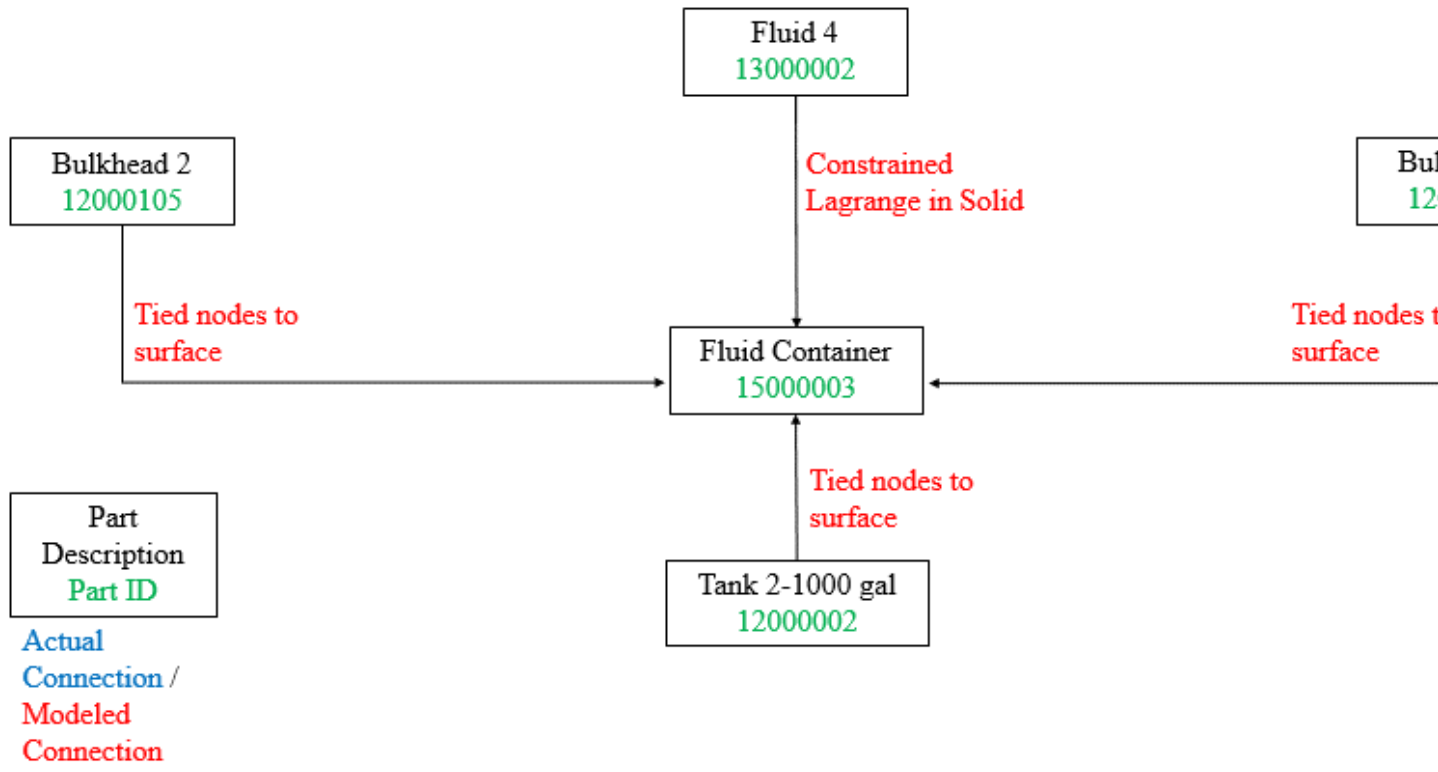 Fluid 4
13000002
Bulkhead 2
12000105
Constrained
Lagrange in Solid
Tied nodes to
surface
Fluid Container
15000003
Tied nodes
surface
Tied nodes to
surface
Tank 2-1000 gal
12000002
Part
Description
Part ID
Actual
Connection /
Modeled
Connection